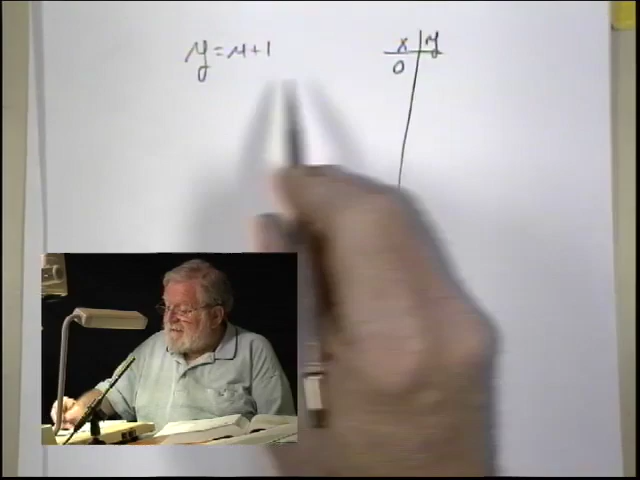 y = x + 1
x y
0